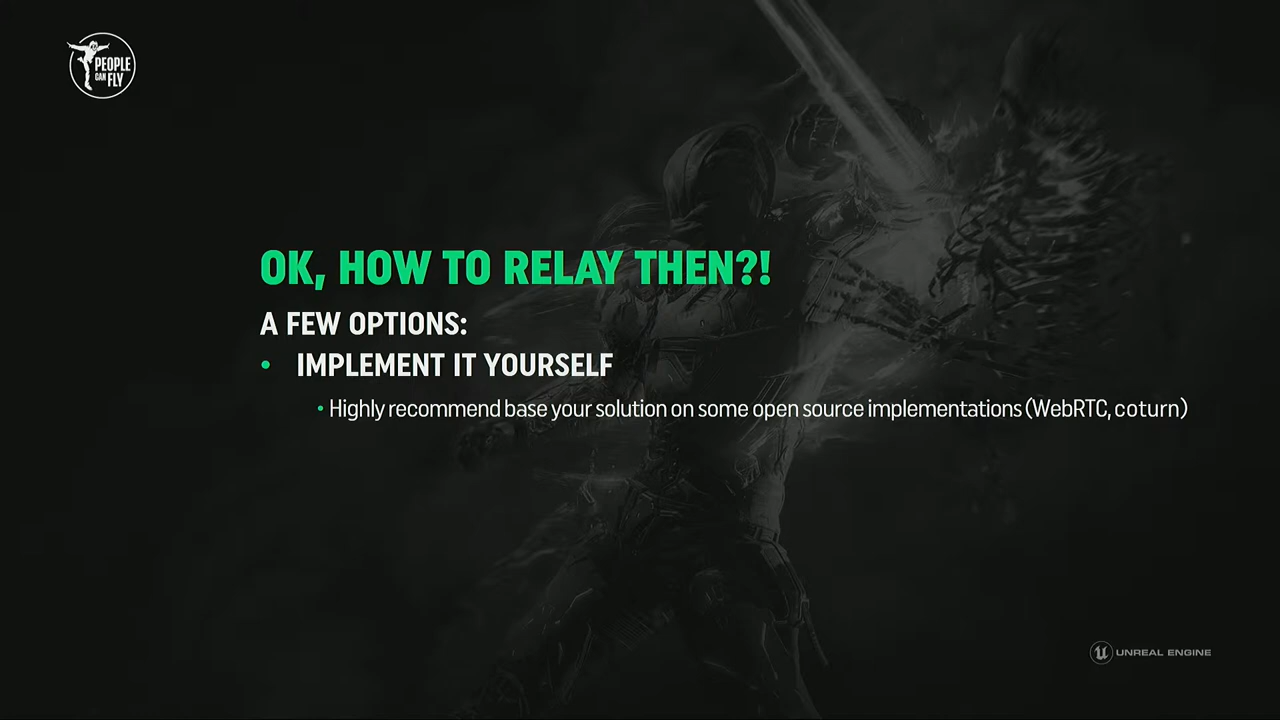 PEOPLE
CAN
FLY
OK, HOW TO RELAY THEN?!
A FEW OPTIONS:
• IMPLEMENT IT YOURSELF
• Highly recommend base your solution on some open source implementations (WebRTC, coturn)
UNREAL ENGINE